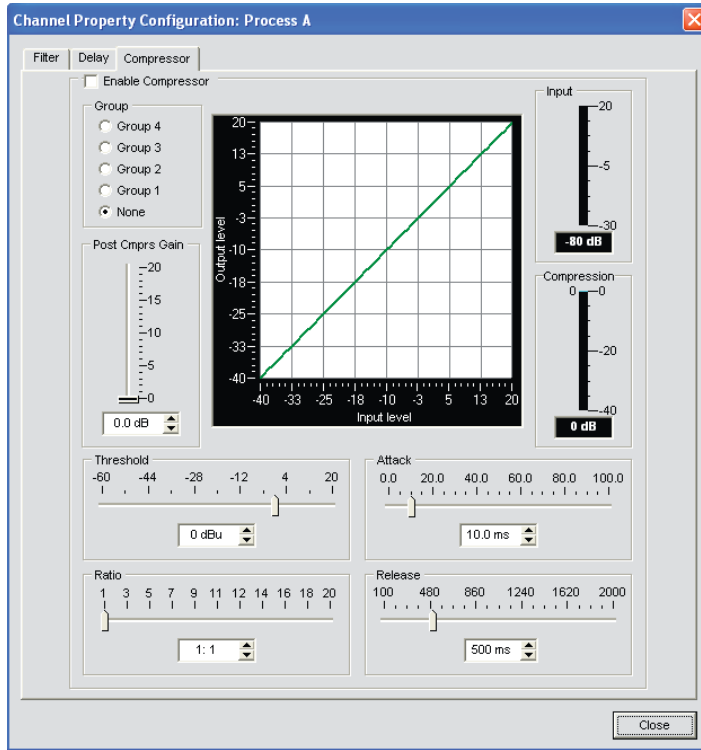 Channel Property Configuration: Process A
Filter Delay Compressor
Enable Compressor
Group
Group 4
Group 3
Group 2
Group 1
None
Post Cmprs Gain
20
15
10
5
0
0.0 dB
Output level
20
13
5
-3
-10
-18
-25
-33
-40
-40 -33 -25 -18 -10 -3 5 13 20
Input level
Input
20
-5
-30
-80 dB
Compression
0 0
-20
-40
0 dB
Threshold
-60 -44 -28 -12 4 20
0 dBu
Attack
0.0 20.0 40.0 60.0 80.0 100.0
10.0 ms
Ratio
1 3 5 7 9 11 12 14 16 18 20
1: 1
Release
100 480 860 1240 1620 2000
500 ms
Close